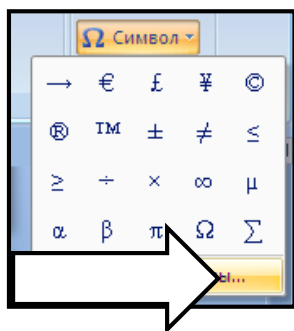 Ω Символ
→ € £ ¥ ©
® ™ ± ≠ ≤
≥ ÷ × ∞ µ
α β π Ω Σ